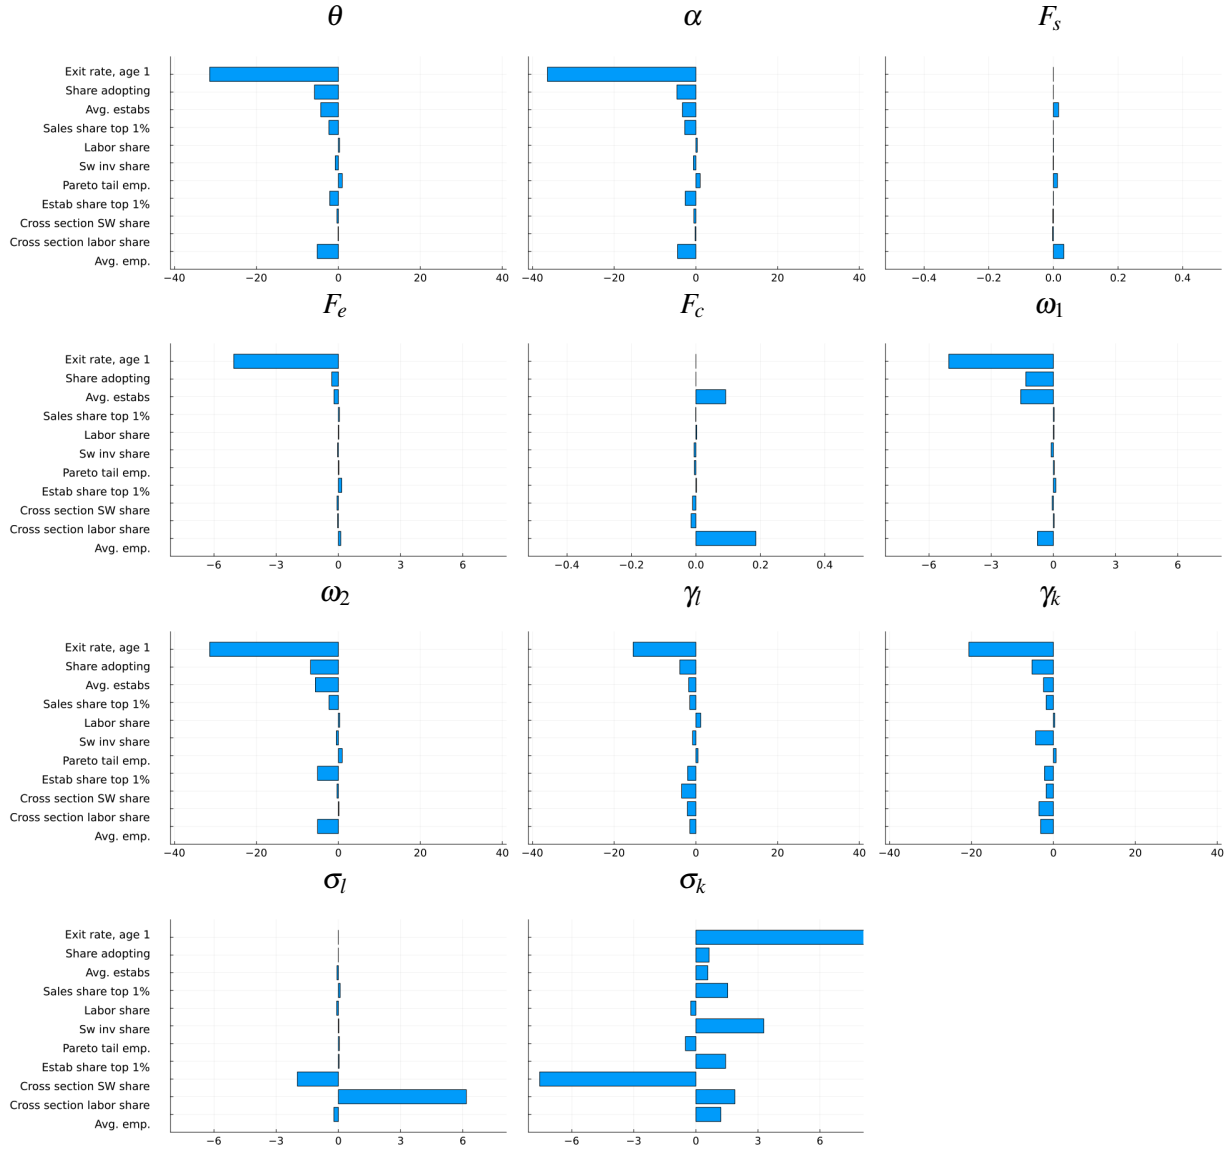 θ α Fₛ
Exit rate, age 1
Share adopting
Avg. estabs
Sales share top 1%
Labor share
Sw inv share
Pareto tail emp.
Estab share top 1%
Cross section SW share
Cross section labor share
Avg. emp.
−40 −20 0 20 40 −40 −20 0 20 40 −0.4 −0.2 0.0 0.2 0.4
Fₑ F_c ω₁
Exit rate, age 1
Share adopting
Avg. estabs
Sales share top 1%
Labor share
Sw inv share
Pareto tail emp.
Estab share top 1%
Cross section SW share
Cross section labor share
Avg. emp.
−6 −3 0 3 6 −0.4 −0.2 0.0 0.2 0.4 −6 −3 0 3 6
ω₂ γ_l γₖ
Exit rate, age 1
Share adopting
Avg. estabs
Sales share top 1%
Labor share
Sw inv share
Pareto tail emp.
Estab share top 1%
Cross section SW share
Cross section labor share
Avg. emp.
−40 −20 0 20 40 −40 −20 0 20 40 −40 −20 0 20 40
σ_l σₖ
Exit rate, age 1
Share adopting
Avg. estabs
Sales share top 1%
Labor share
Sw inv share
Pareto tail emp.
Estab share top 1%
Cross section SW share
Cross section labor share
Avg. emp.
−6 −3 0 3 6 −6 −3 0 3 6